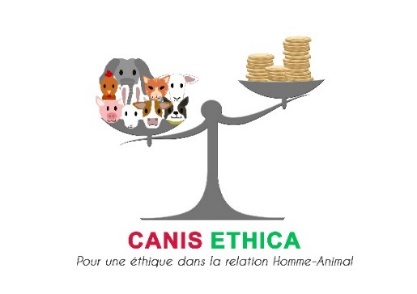 CANIS ETHICA
Pour une éthique dans la relation Homme-Animal